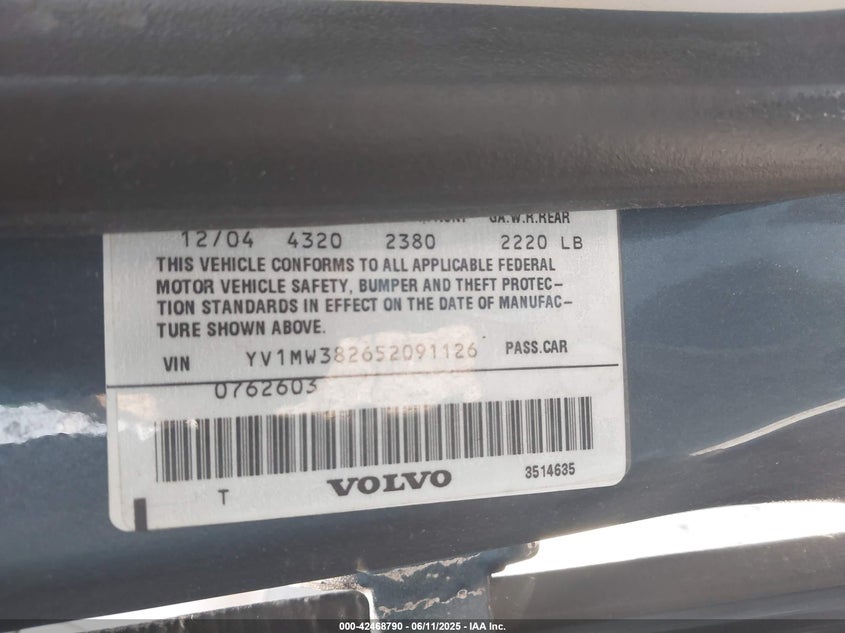 GA.W.R.REAR
12/04 4320 2380 2220 LB
THIS VEHICLE CONFORMS TO ALL APPLICABLE FEDERAL
MOTOR VEHICLE SAFETY, BUMPER AND THEFT PROTEC-
TION STANDARDS IN EFFECT ON THE DATE OF MANUFAC-
TURE SHOWN ABOVE.
VIN YV1MW382652091126 PASS.CAR
0762603
T VOLVO 3514635
000-42468790 - 06/11/2025 - IAA Inc.